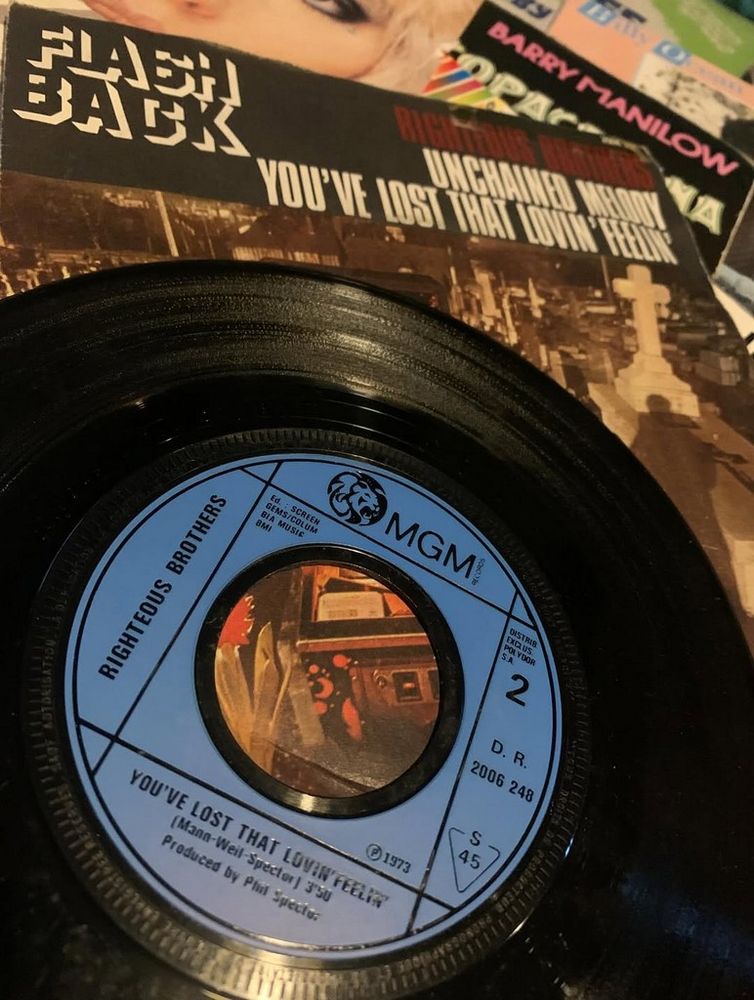 FLASH
BACK
RIGHTEOUS BROTHERS
UNCHAINED MELODY
YOU'VE LOST THAT LOVIN' FEELIN'
BARRY MANILOW
RIGHTEOUS BROTHERS
Ed. : SCREEN
GEMS/COLUM
BIA MUSIC
BMI
MGM
RECORDS
DISTRIB.
EXCLUS.
POLYDOR
S.A.
2
D. R.
2006 248
S
45
YOU'VE LOST THAT LOVIN'FEELIN'
(Mann-Weil-Spector) 3'50
Produced by Phil Spector
℗ 1973